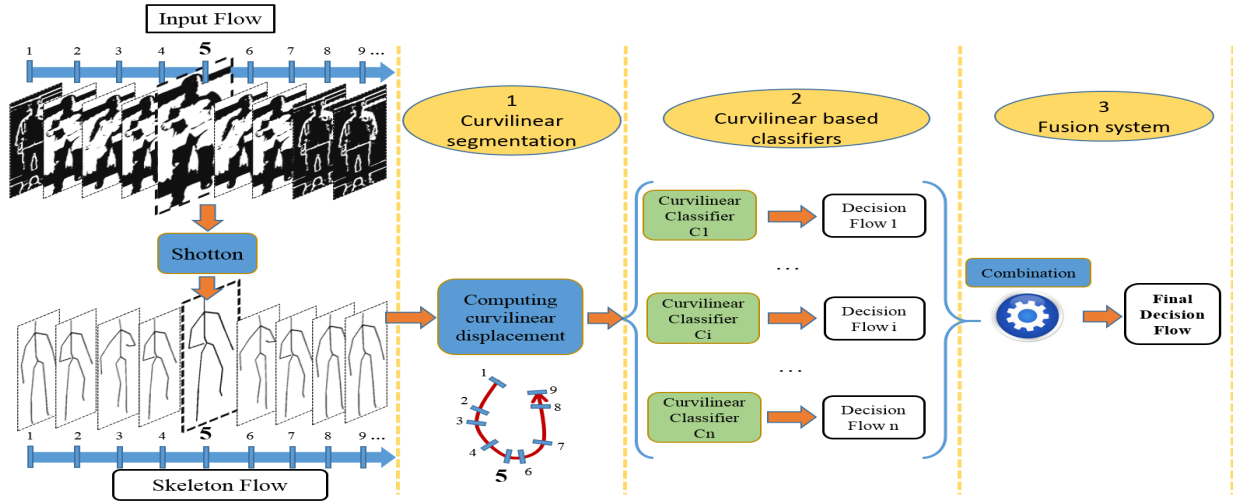 Input Flow
1 2 3 4 5 6 7 8 9 ...
Shotton
1 2 3 4 5 6 7 8 9 ...
Skeleton Flow
1
Curvilinear
segmentation
Computing
curvilinear
displacement
1
2
3
4
5
6
7
8
9
2
Curvilinear based
classifiers
Curvilinear
Classifier
C1
Decision
Flow 1
...
Curvilinear
Classifier
Ci
Decision
Flow i
...
Curvilinear
Classifier
Cn
Decision
Flow n
3
Fusion system
Combination
Final
Decision
Flow